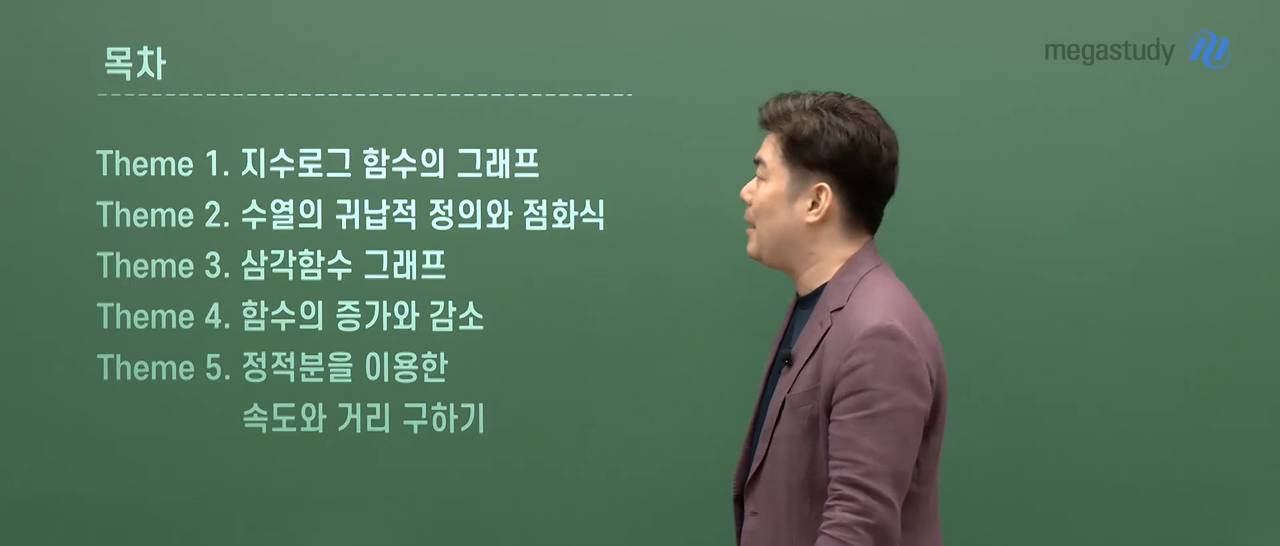 목차
megastudy
Theme 1. 지수로그 함수의 그래프
Theme 2. 수열의 귀납적 정의와 점화식
Theme 3. 삼각함수 그래프
Theme 4. 함수의 증가와 감소
Theme 5. 정적분을 이용한
속도와 거리 구하기